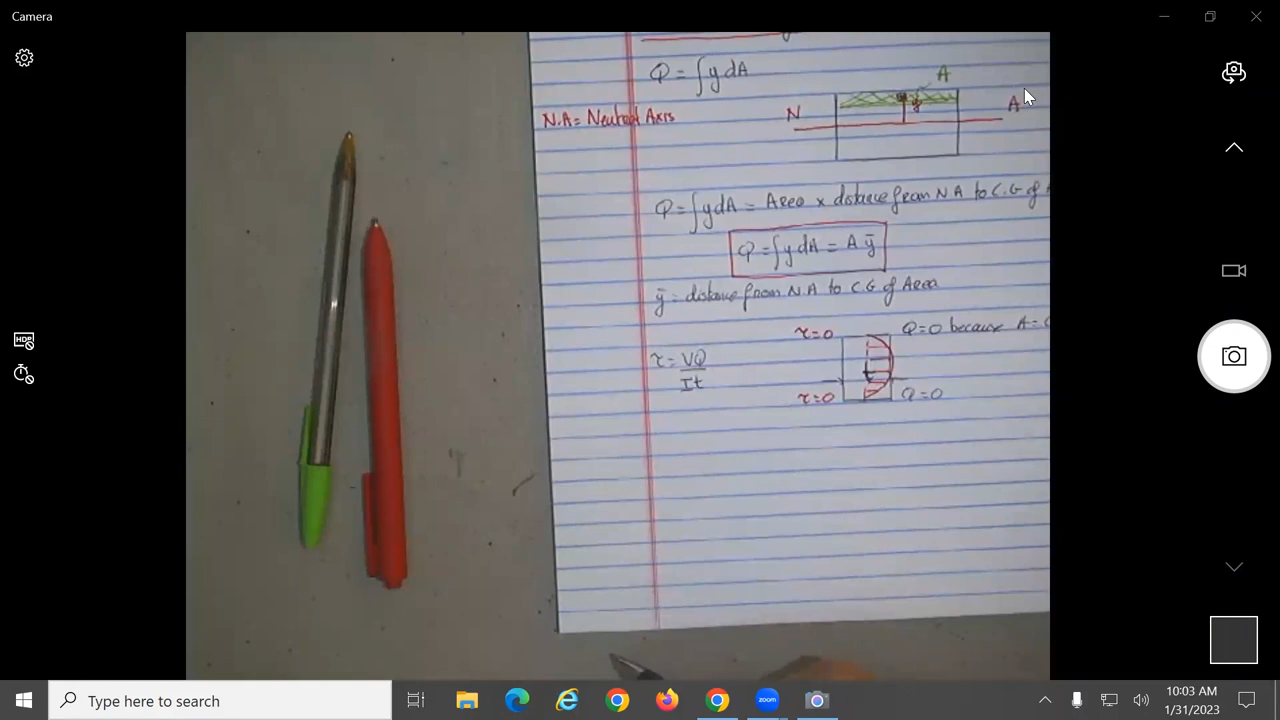 Camera
Q = ∫y dA
A
N.A = Neutral Axis
N
ȳ
A
Q = ∫y dA = Area × distance from N A to C.G of
Q = ∫y dA = A ȳ
ȳ = distance from N A to C G of Area
τ=0
Q=0 because A=
τ = VQ
It
t
τ=0
Q=0
Type here to search
zoom
10:03 AM
1/31/2023